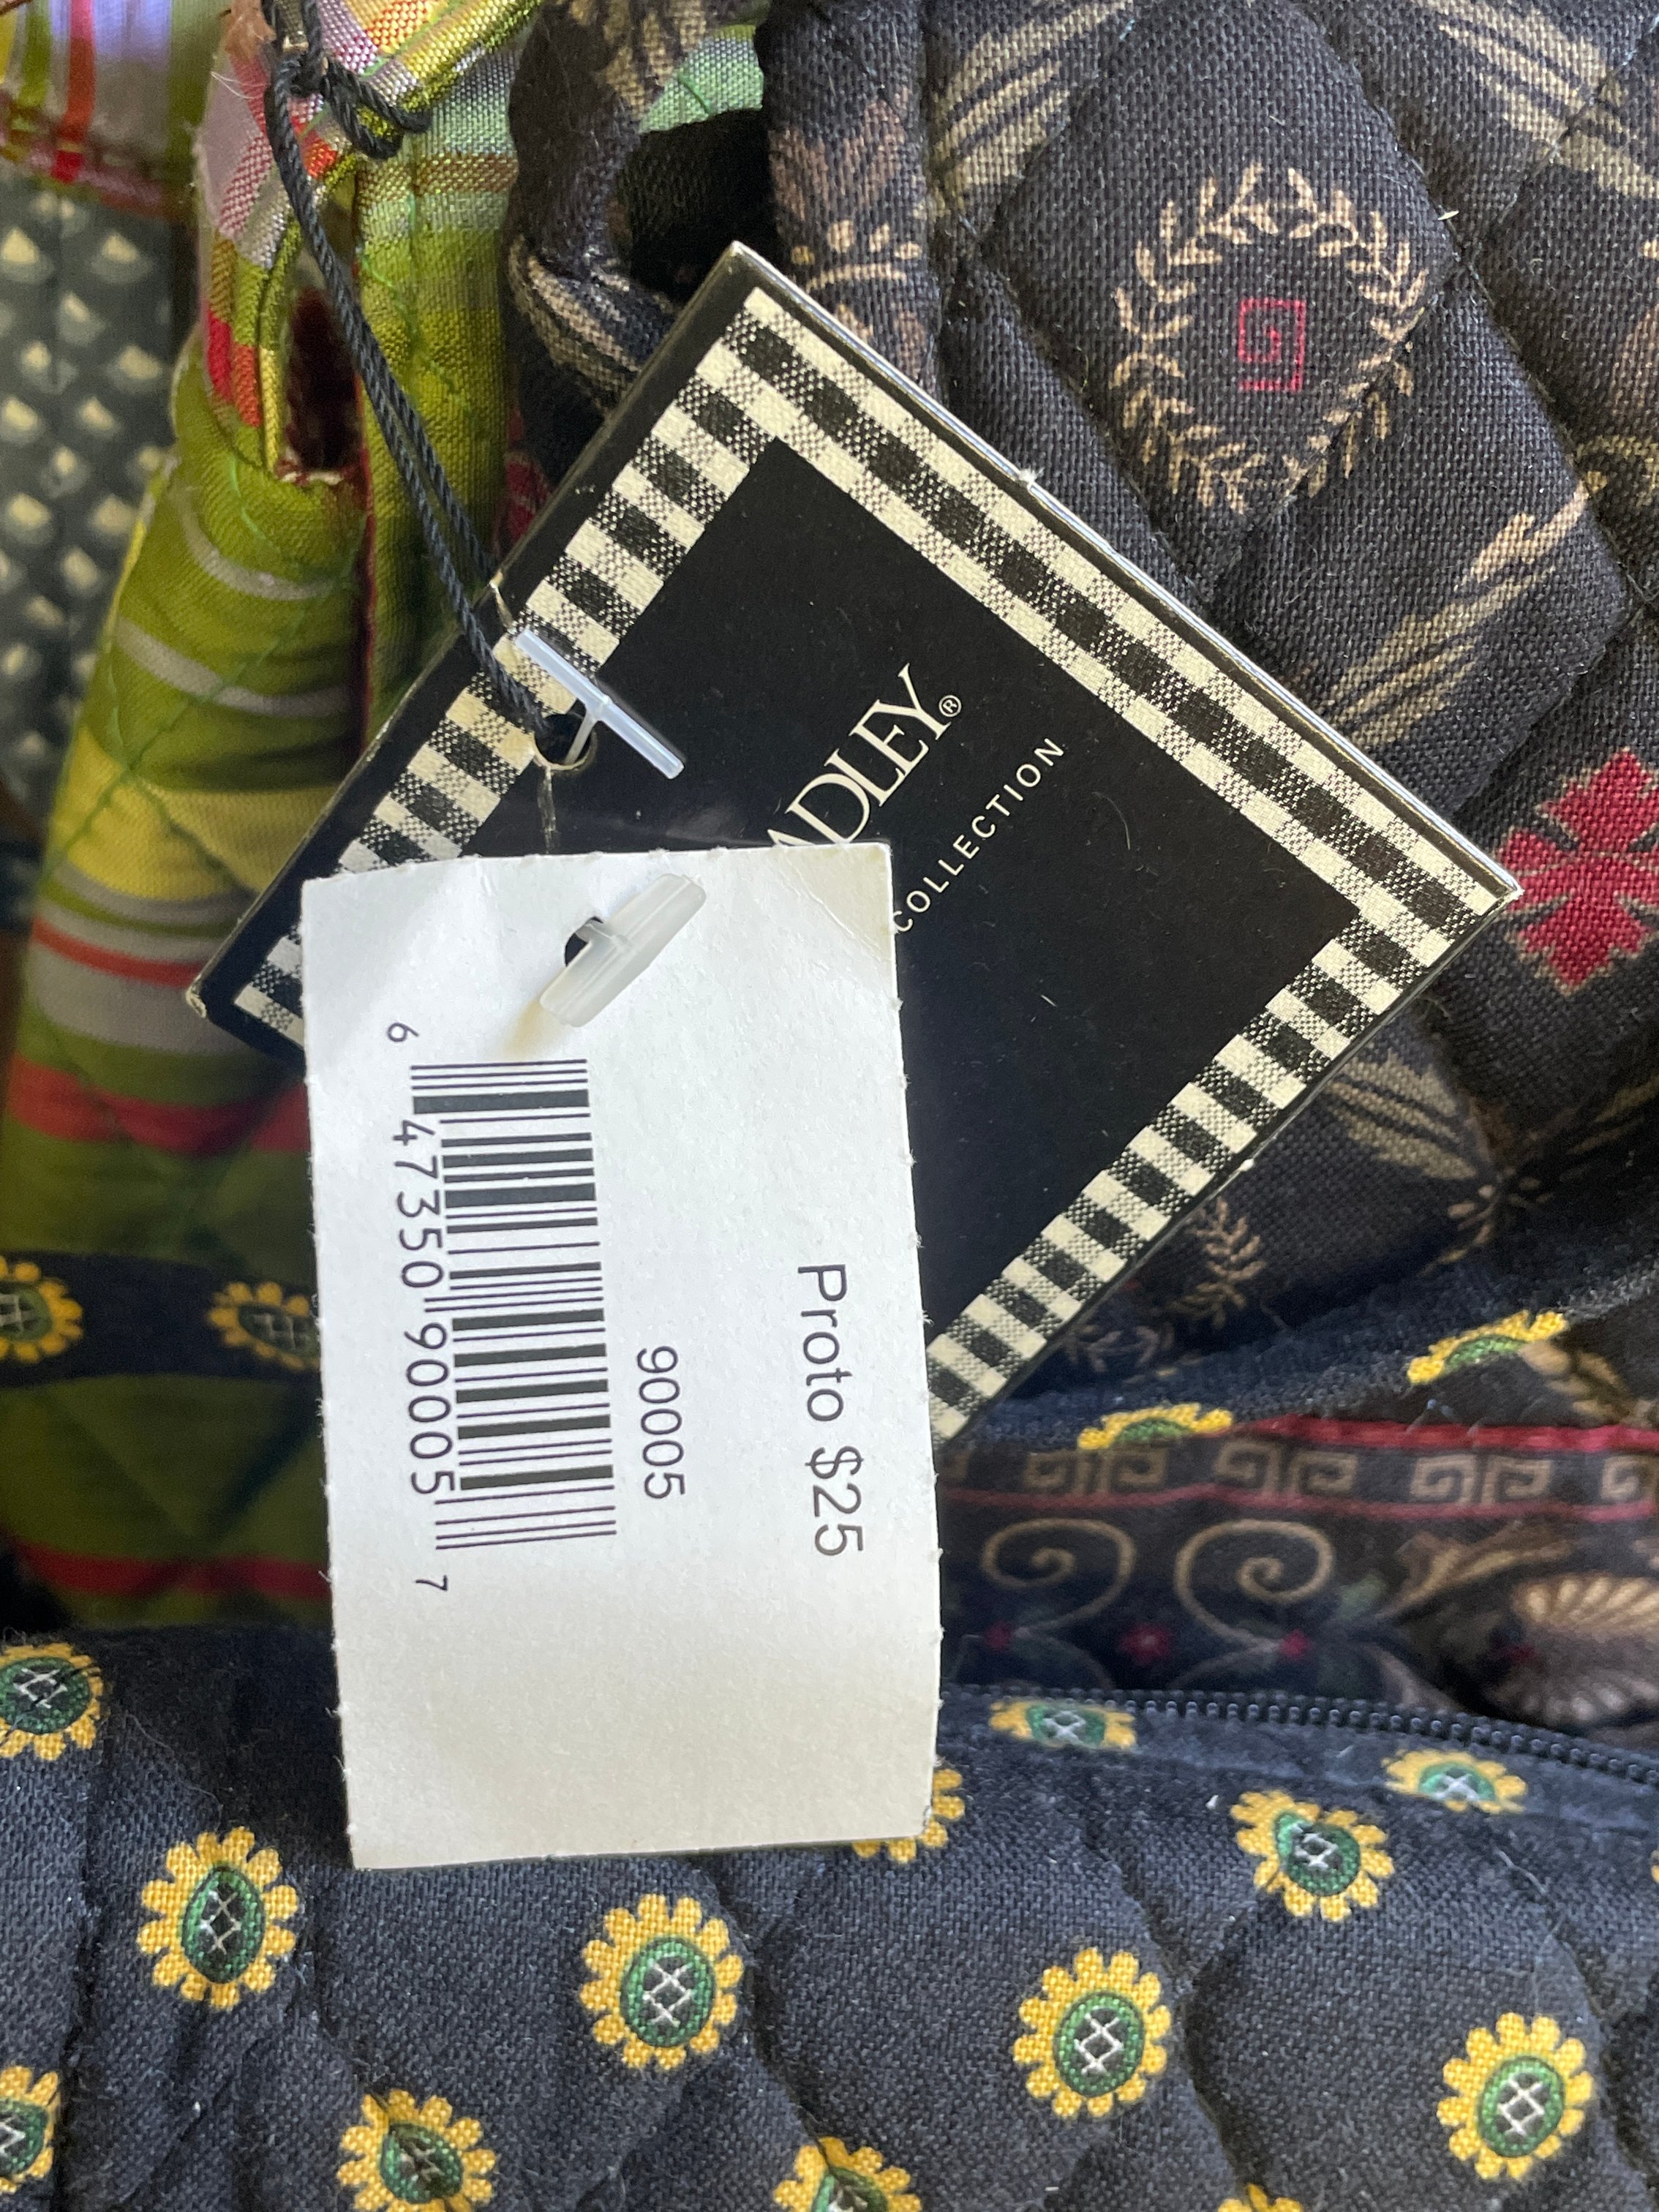 ADLEY®
COLLECTION
Proto $25
90005
6 47350 90005 7